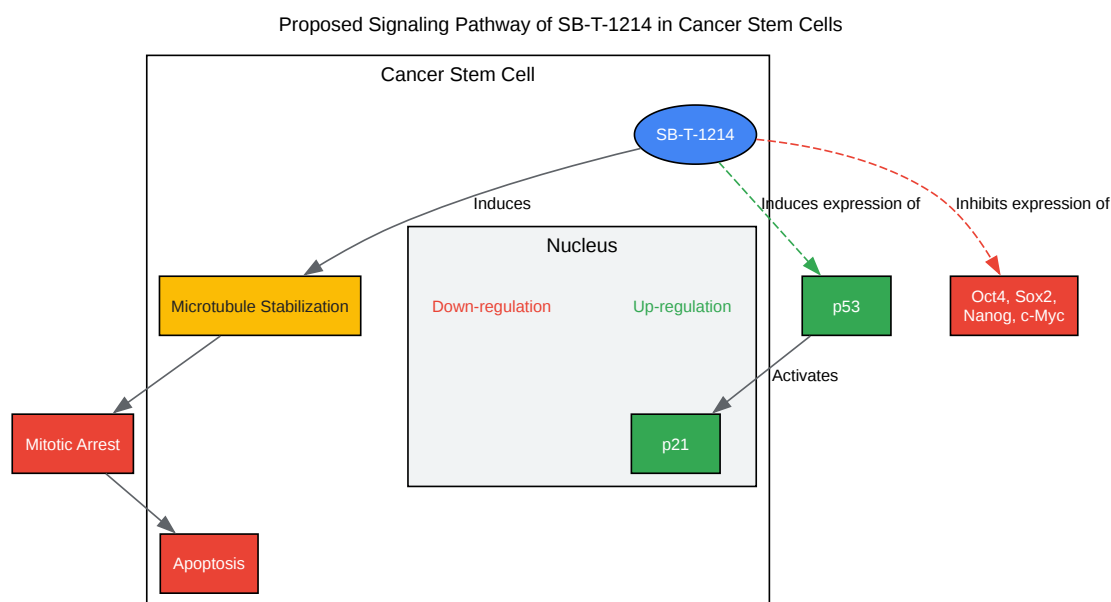 Proposed Signaling Pathway of SB-T-1214 in Cancer Stem Cells
Cancer Stem Cell
SB-T-1214
Induces
Induces expression of
Inhibits expression of
Nucleus
Microtubule Stabilization
Down-regulation
Up-regulation
p53
Oct4, Sox2,
Nanog, c-Myc
Activates
Mitotic Arrest
p21
Apoptosis